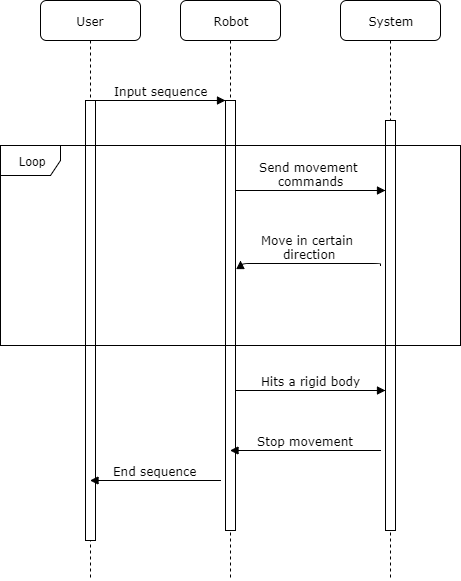 User
Robot
System
Input sequence
Loop
Send movement
commands
Move in certain
direction
Hits a rigid body
Stop movement
End sequence